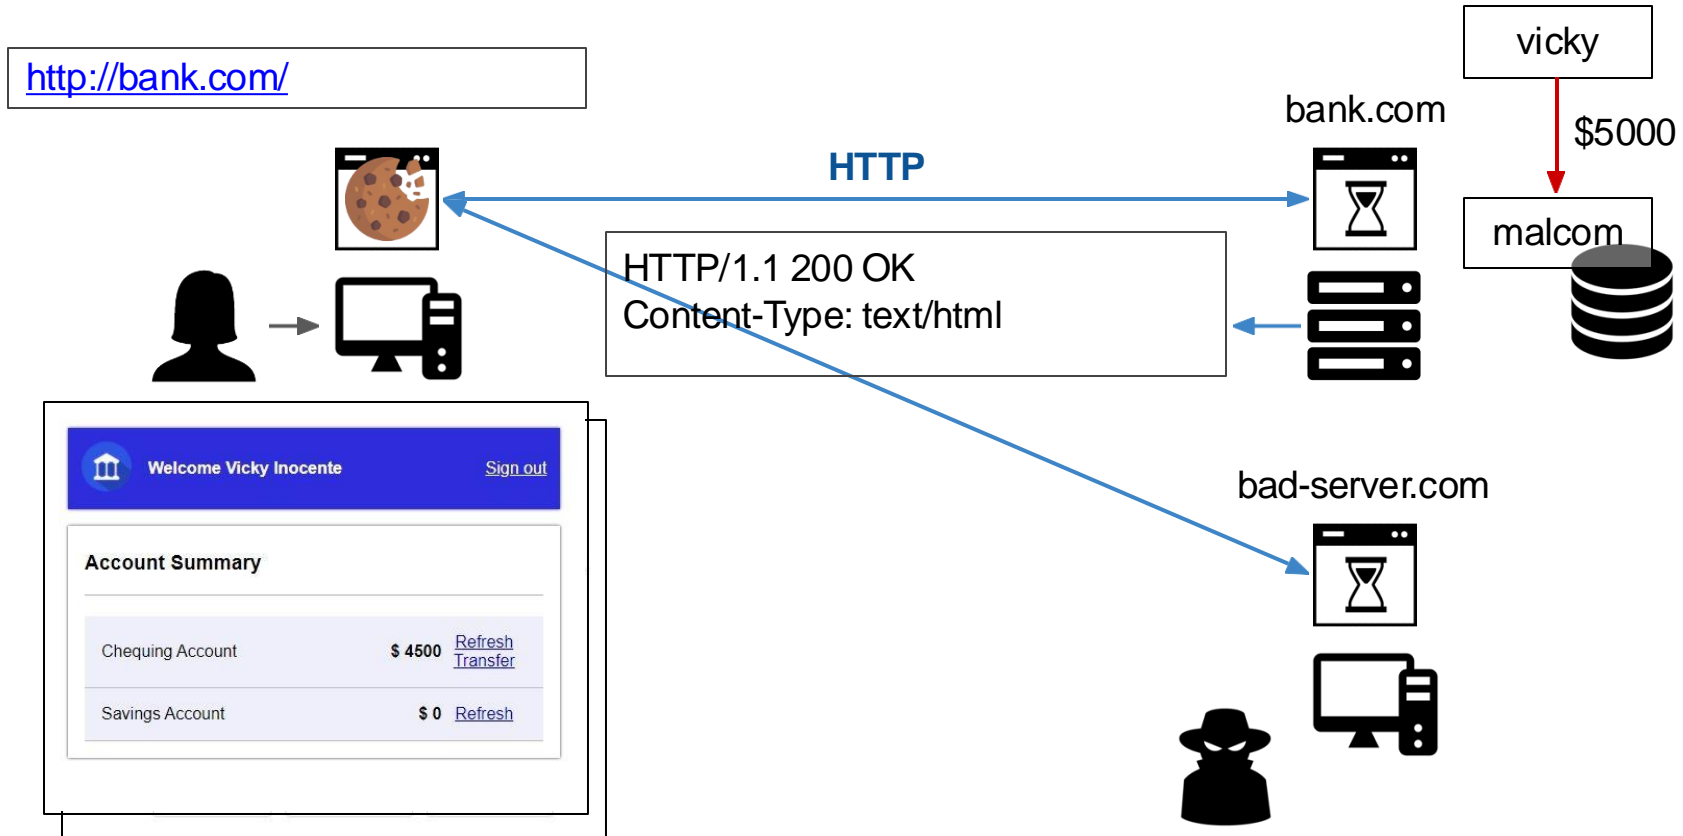 http://bank.com/
vicky
bank.com
$5000
HTTP
malcom
HTTP/1.1 200 OK
Content-Type: text/html
Welcome Vicky Inocente
Sign out
Account Summary
Chequing Account
$ 4500
Refresh
Transfer
Savings Account
$ 0
Refresh
bad-server.com